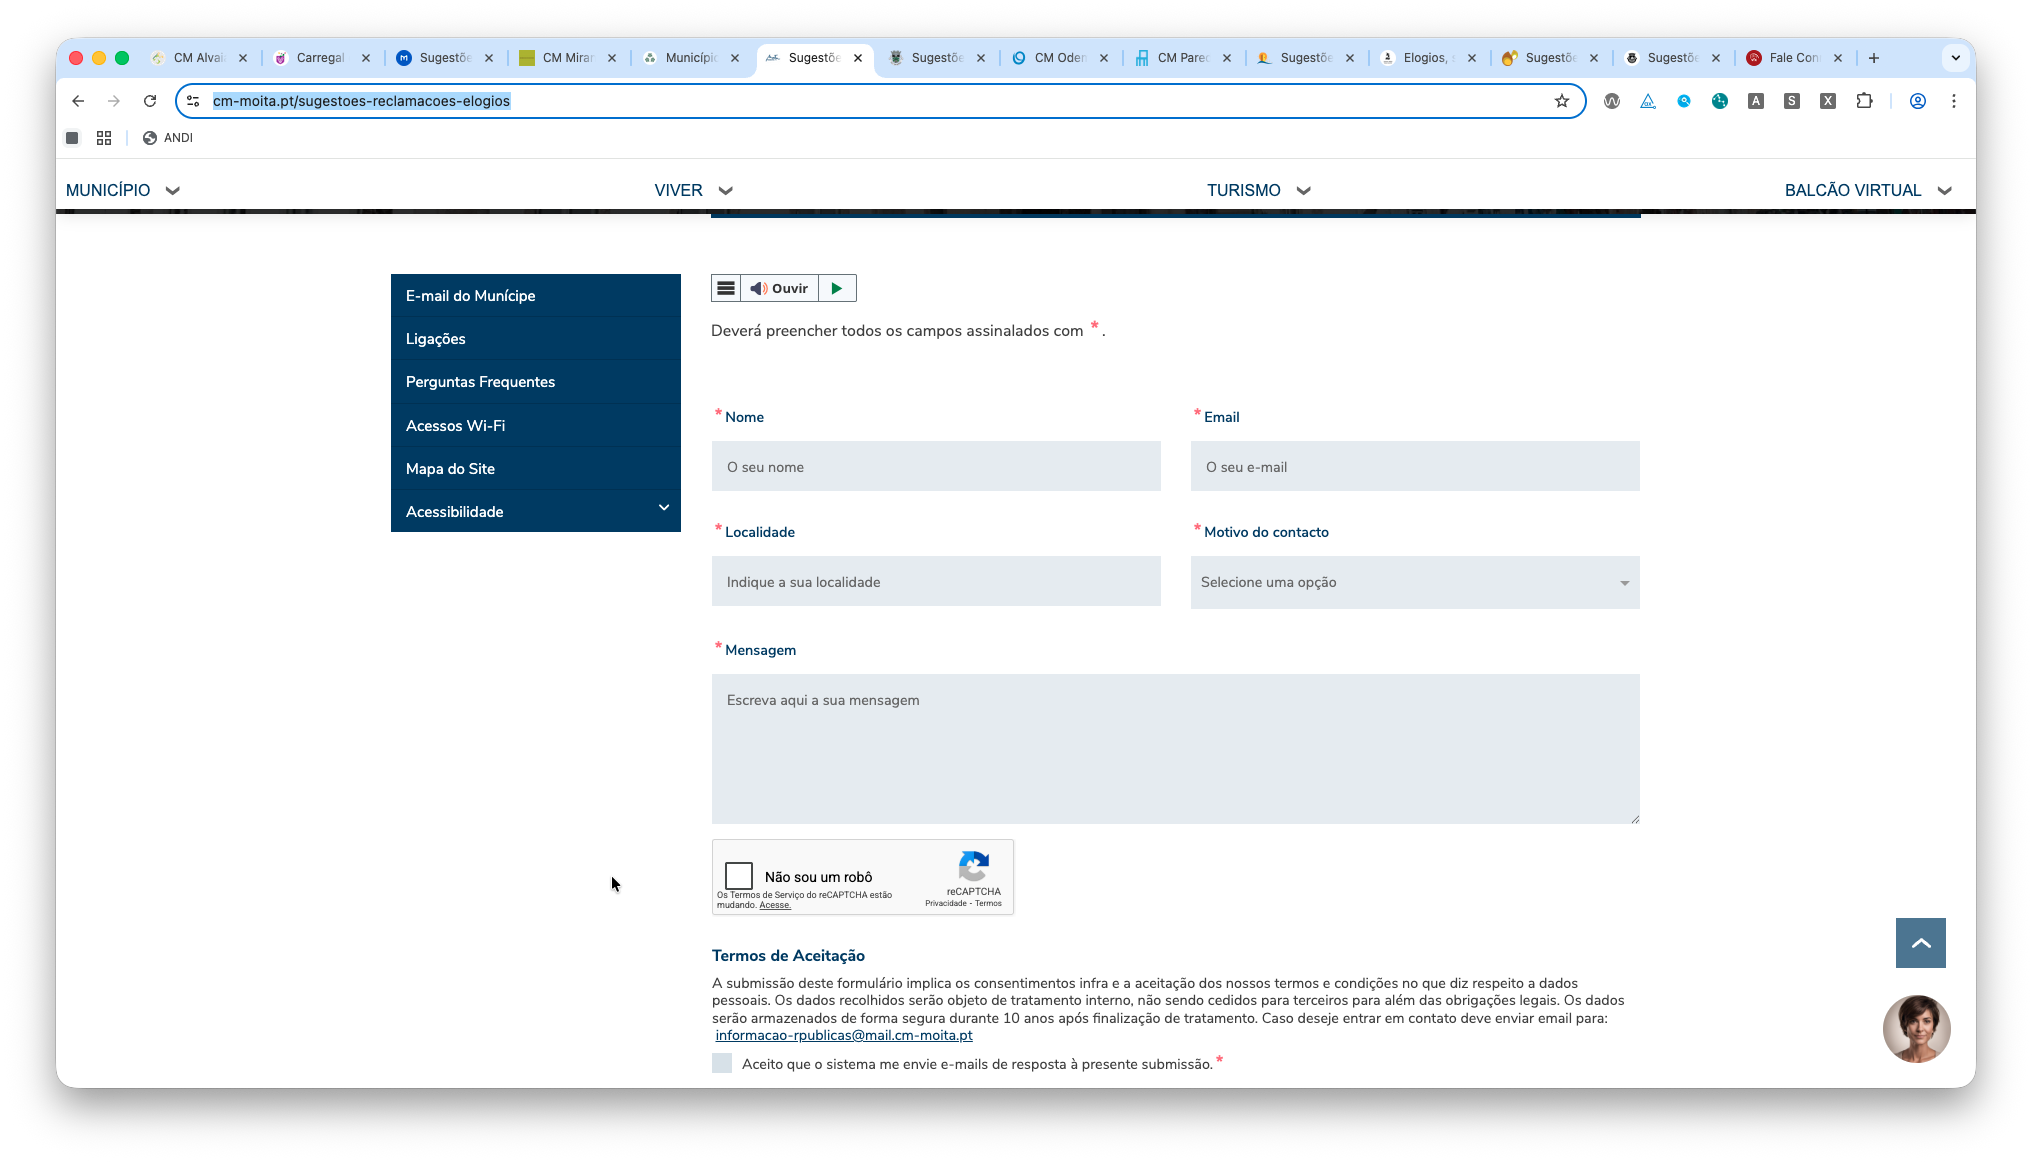 CM Alvai
Carregal
Sugestõe
CM Miran
Município
Sugestõe
Sugestõe
CM Odem
CM Pared
Sugestõe
Elogios, s
Sugestõe
Sugestõe
Fale Con
cm-moita.pt/sugestoes-reclamacoes-elogios
A
S
X
ANDI
MUNICÍPIO
VIVER
TURISMO
BALCÃO VIRTUAL
E-mail do Munícipe
Ligações
Perguntas Frequentes
Acessos Wi-Fi
Mapa do Site
Acessibilidade
Ouvir
Deverá preencher todos os campos assinalados com *.
* Nome
* Email
O seu nome
O seu e-mail
* Localidade
* Motivo do contacto
Indique a sua localidade
Selecione uma opção
* Mensagem
Escreva aqui a sua mensagem
Não sou um robô
Os Termos de Serviço do reCAPTCHA estão
mudando. Acesse.
reCAPTCHA
Privacidade - Termos
Termos de Aceitação
A submissão deste formulário implica os consentimentos infra e a aceitação dos nossos termos e condições no que diz respeito a dados
pessoais. Os dados recolhidos serão objeto de tratamento interno, não sendo cedidos para terceiros para além das obrigações legais. Os dados
serão armazenados de forma segura durante 10 anos após finalização de tratamento. Caso deseje entrar em contato deve enviar email para:
informacao-rpublicas@mail.cm-moita.pt
Aceito que o sistema me envie e-mails de resposta à presente submissão. *